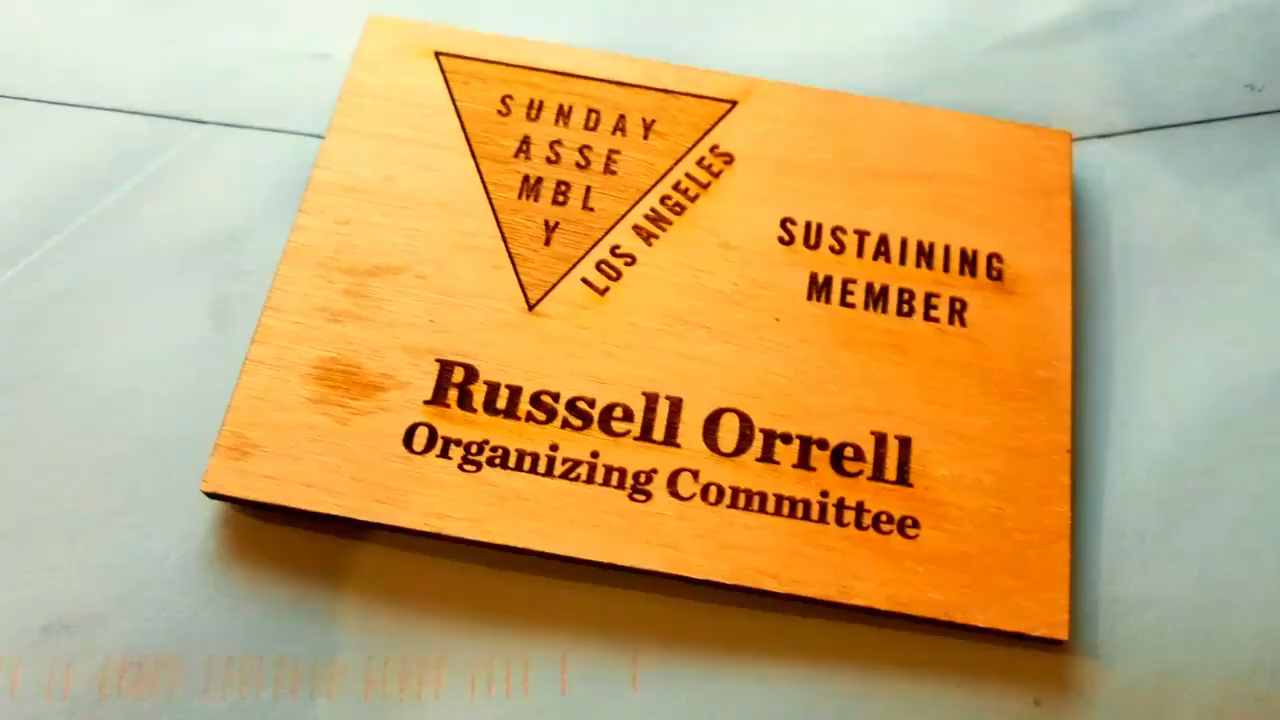 SUNDAY
ASSE
MBL
Y
LOS ANGELES
SUSTAINING
MEMBER
Russell Orrell
Organizing Committee